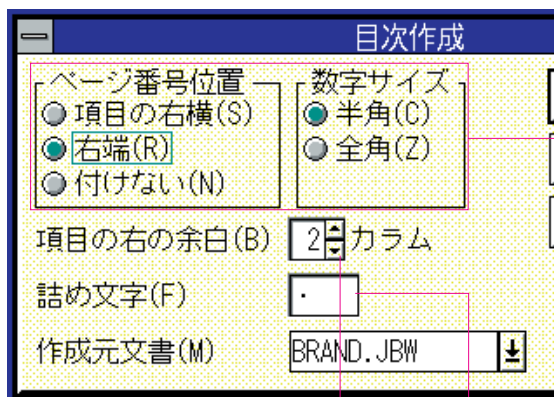 目次作成
ページ番号位置
項目の右横(S)
右端(R)
付けない(N)
数字サイズ
半角(C)
全角(Z)
項目の右の余白(B) 2 カラム
詰め文字(F) ・
作成元文書(M) BRAND.JBW